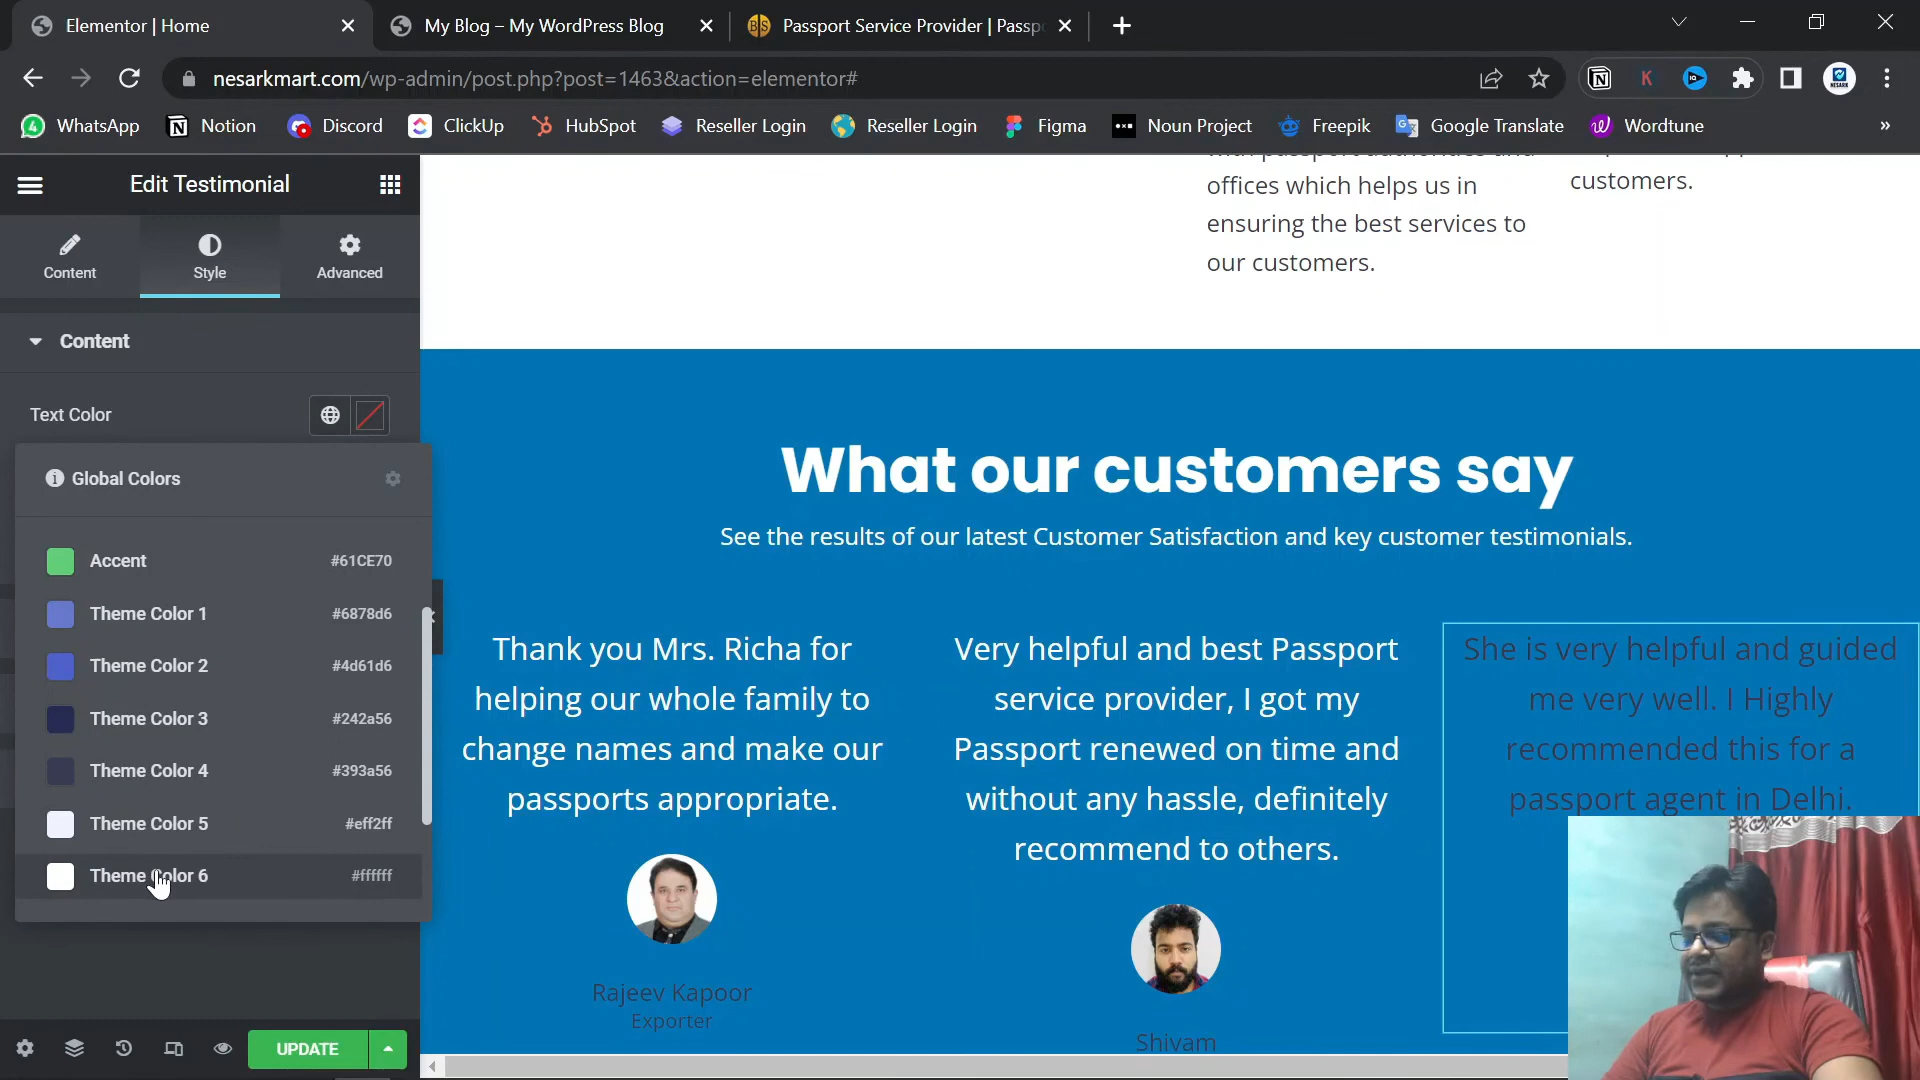 Elementor | Home
My Blog – My WordPress Blog
Passport Service Provider | Passp
nesarkmart.com/wp-admin/post.php?post=1463&action=elementor#
WhatsApp
Notion
Discord
ClickUp
HubSpot
Reseller Login
Reseller Login
Figma
Noun Project
Freepik
Google Translate
Wordtune
»
Edit Testimonial
Content
Style
Advanced
Content
Text Color
Global Colors
Accent #61CE70
Theme Color 1 #6878d6
Theme Color 2 #4d61d6
Theme Color 3 #242a56
Theme Color 4 #393a56
Theme Color 5 #eff2ff
Theme Color 6 #ffffff
UPDATE
with passport authorities and
offices which helps us in
ensuring the best services to
our customers.
customers.
What our customers say
See the results of our latest Customer Satisfaction and key customer testimonials.
Thank you Mrs. Richa for
helping our whole family to
change names and make our
passports appropriate.
Rajeev Kapoor
Exporter
Very helpful and best Passport
service provider, I got my
Passport renewed on time and
without any hassle, definitely
recommend to others.
Shivam
She is very helpful and guided
me very well. I Highly
recommended this for a
passport agent in Delhi.